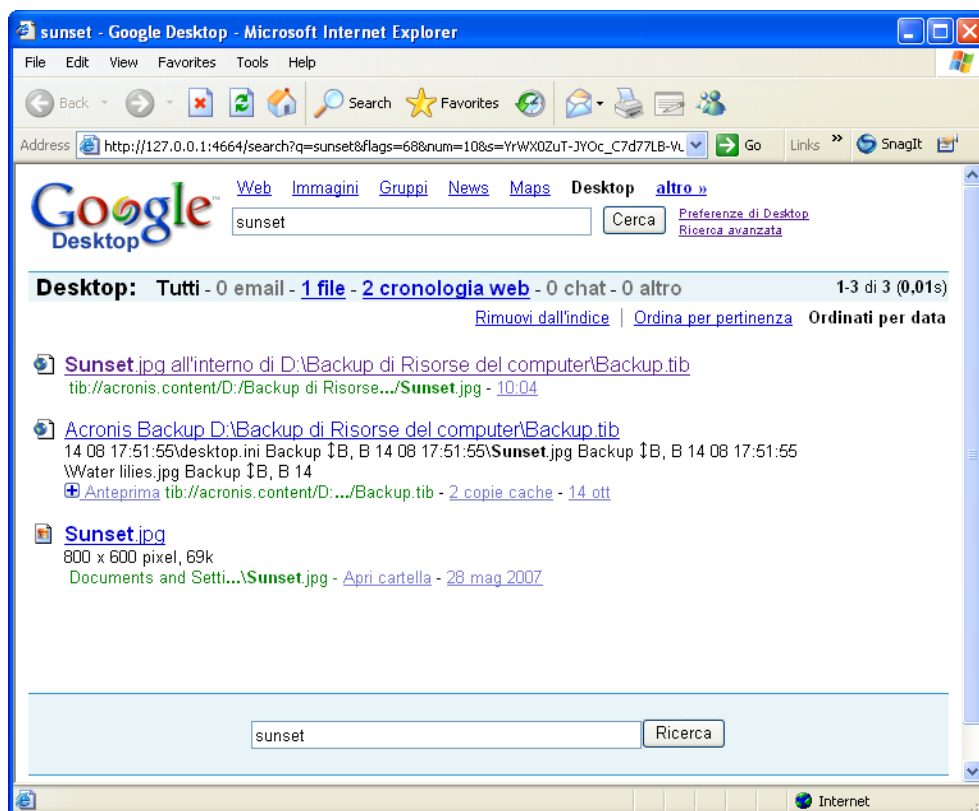 sunset - Google Desktop - Microsoft Internet Explorer
File Edit View Favorites Tools Help
Back Search Favorites
Address http://127.0.0.1:4664/search?q=sunset&flags=68&num=10&s=YrWX0ZuT-JYOc_C7d77LB-Vu Go Links » SnagIt
Google™ Desktop
Web Immagini Gruppi News Maps Desktop altro »
sunset Cerca Preferenze di Desktop
Ricerca avanzata
Desktop: Tutti - 0 email - 1 file - 2 cronologia web - 0 chat - 0 altro 1-3 di 3 (0,01s)
Rimuovi dall'indice | Ordina per pertinenza Ordinati per data
Sunset.jpg all'interno di D:\Backup di Risorse del computer\Backup.tib
tib://acronis.content/D:/Backup di Risorse.../Sunset.jpg - 10:04
Acronis Backup D:\Backup di Risorse del computer\Backup.tib
14 08 17:51:55\desktop.ini Backup ↨B, B 14 08 17:51:55\Sunset.jpg Backup ↨B, B 14 08 17:51:55
\Water lilies.jpg Backup ↨B, B 14
Anteprima tib://acronis.content/D:.../Backup.tib - 2 copie cache - 14 ott
Sunset.jpg
800 x 600 pixel, 69k
Documents and Setti...\Sunset.jpg - Apri cartella - 28 mag 2007
sunset Ricerca
Internet